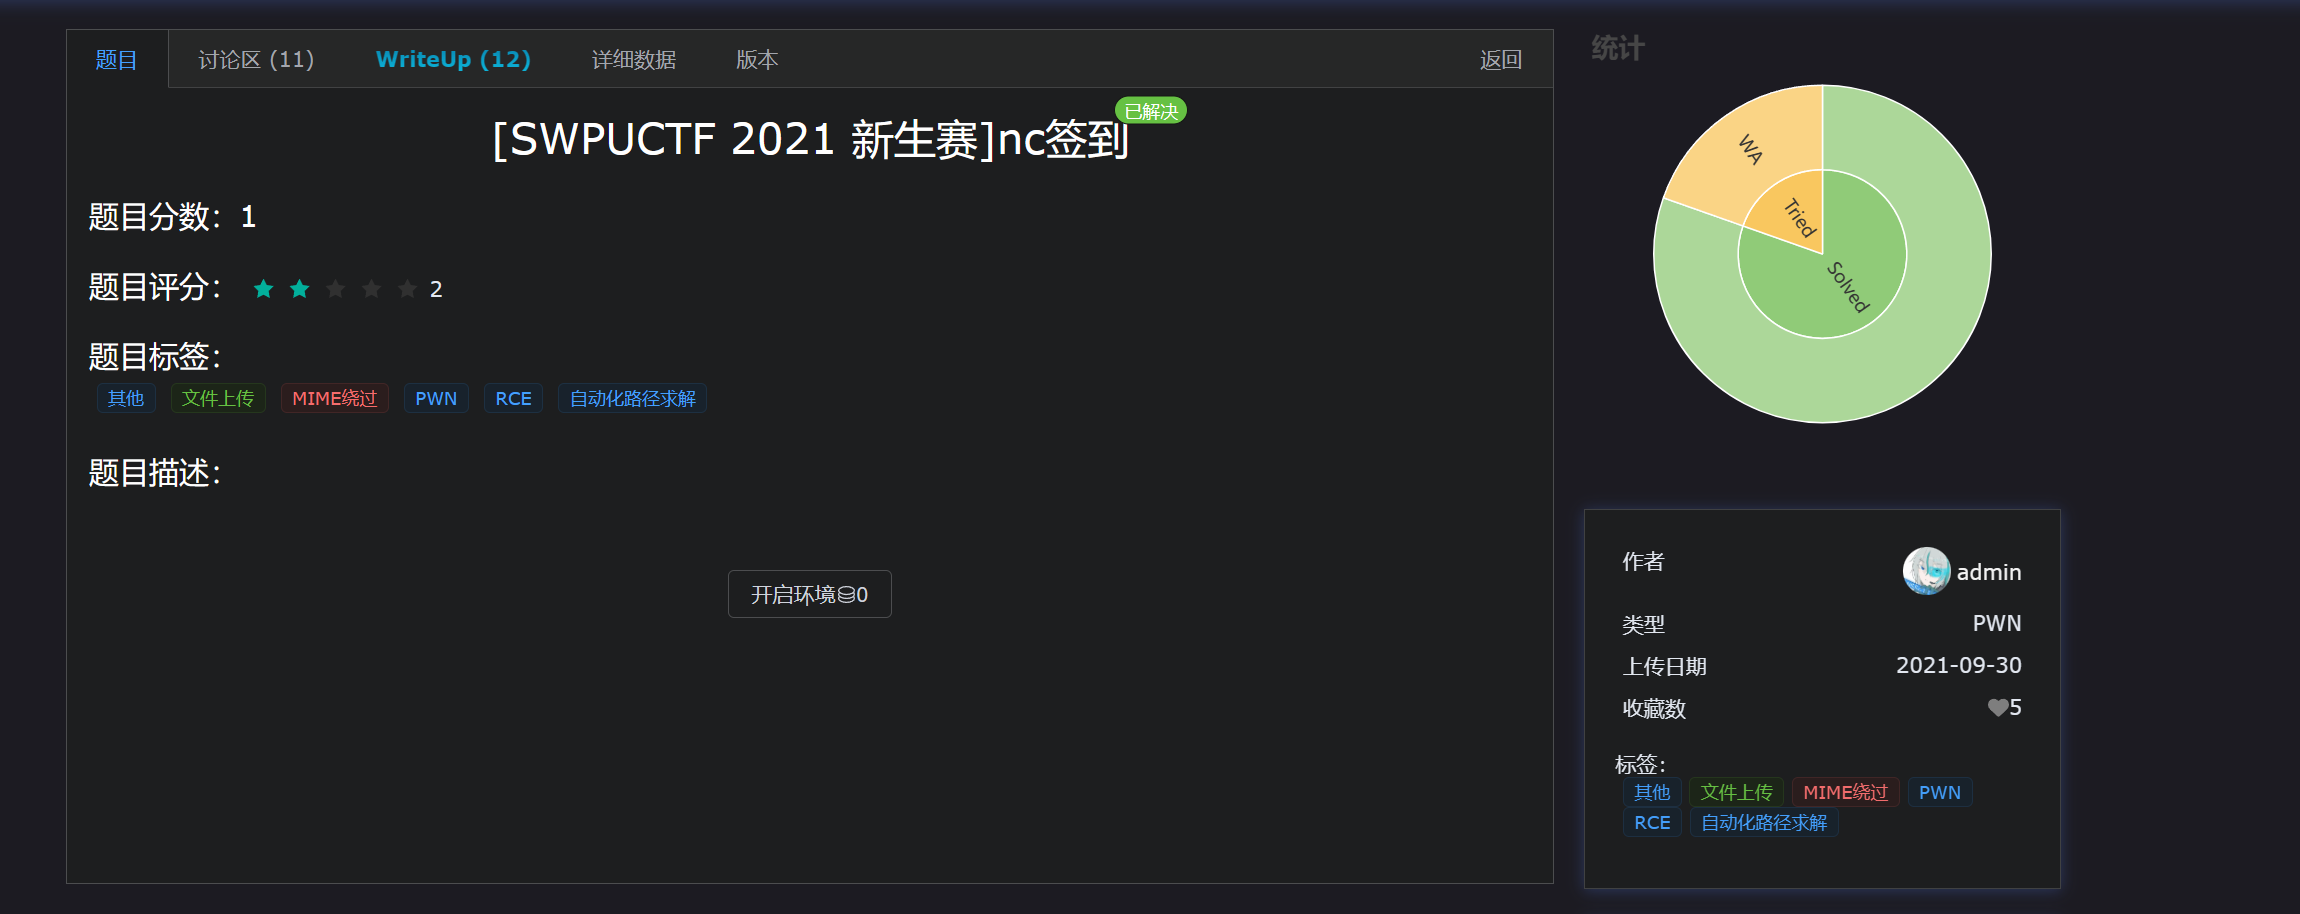 题目 讨论区 (11) WriteUp (12) 详细数据 版本 返回
[SWPUCTF 2021 新生赛]nc签到 已解决
题目分数：1
题目评分： 2
题目标签：
其他 文件上传 MIME绕过 PWN RCE 自动化路径求解
题目描述：
开启环境 0
统计
WA
Tried
Solved
作者 admin
类型 PWN
上传日期 2021-09-30
收藏数 5
标签：
其他 文件上传 MIME绕过 PWN
RCE 自动化路径求解